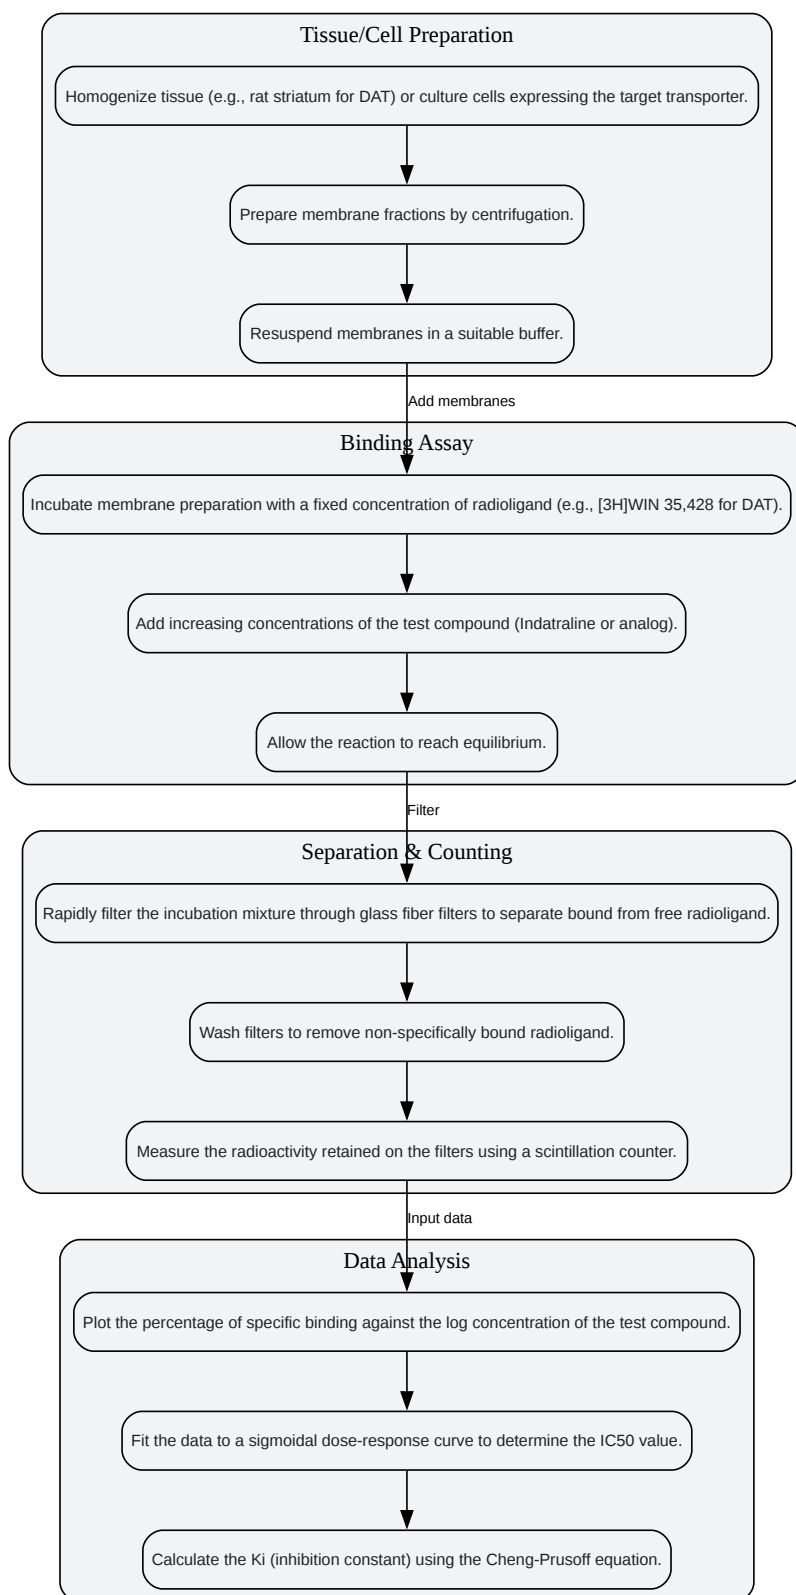 Tissue/Cell Preparation
Homogenize tissue (e.g., rat striatum for DAT) or culture cells expressing the target transporter.
Prepare membrane fractions by centrifugation.
Resuspend membranes in a suitable buffer.
Add membranes
Binding Assay
Incubate membrane preparation with a fixed concentration of radioligand (e.g., [3H]WIN 35,428 for DAT).
Add increasing concentrations of the test compound (Indatraline or analog).
Allow the reaction to reach equilibrium.
Filter
Separation & Counting
Rapidly filter the incubation mixture through glass fiber filters to separate bound from free radioligand.
Wash filters to remove non-specifically bound radioligand.
Measure the radioactivity retained on the filters using a scintillation counter.
Input data
Data Analysis
Plot the percentage of specific binding against the log concentration of the test compound.
Fit the data to a sigmoidal dose-response curve to determine the IC50 value.
Calculate the Ki (inhibition constant) using the Cheng-Prusoff equation.